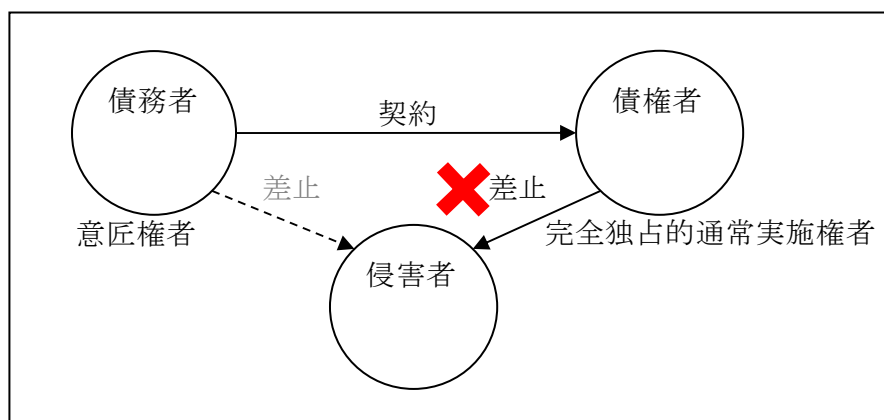 債務者
債権者
契約
差止
差止
意匠権者
完全独占的通常実施権者
侵害者